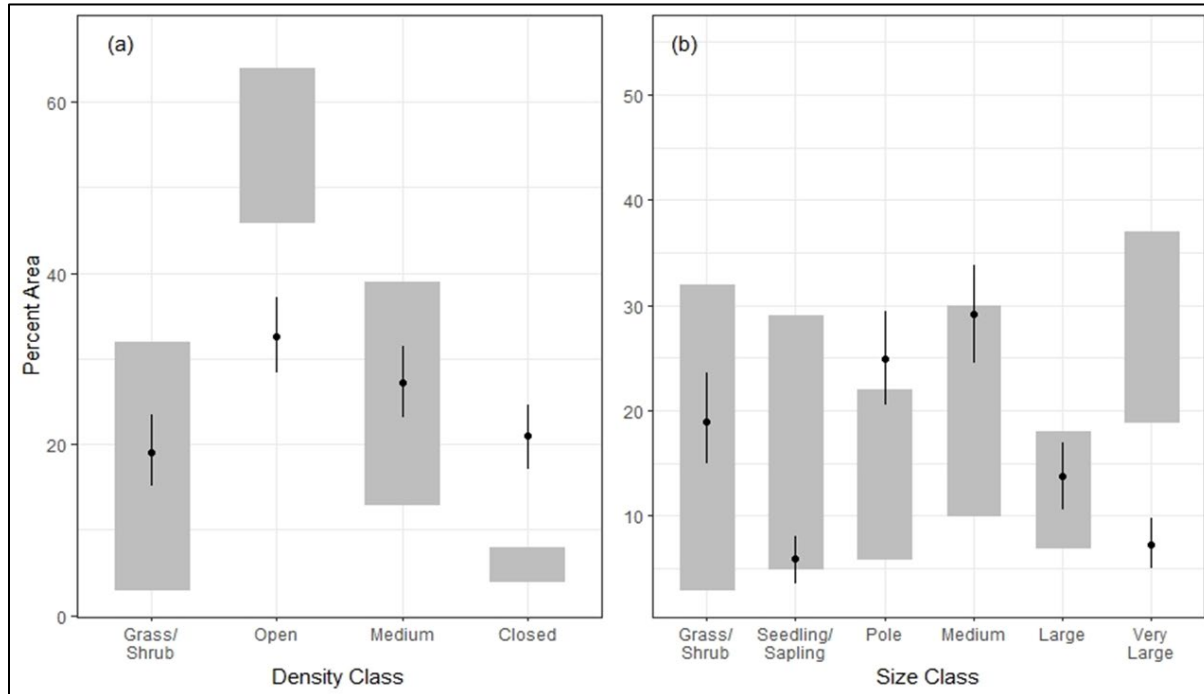 (a)
Percent Area
60
40
20
0
Grass/
Shrub
Open
Medium
Closed
Density Class
(b)
50
40
30
20
10
Grass/
Shrub
Seedling/
Sapling
Pole
Medium
Large
Very
Large
Size Class